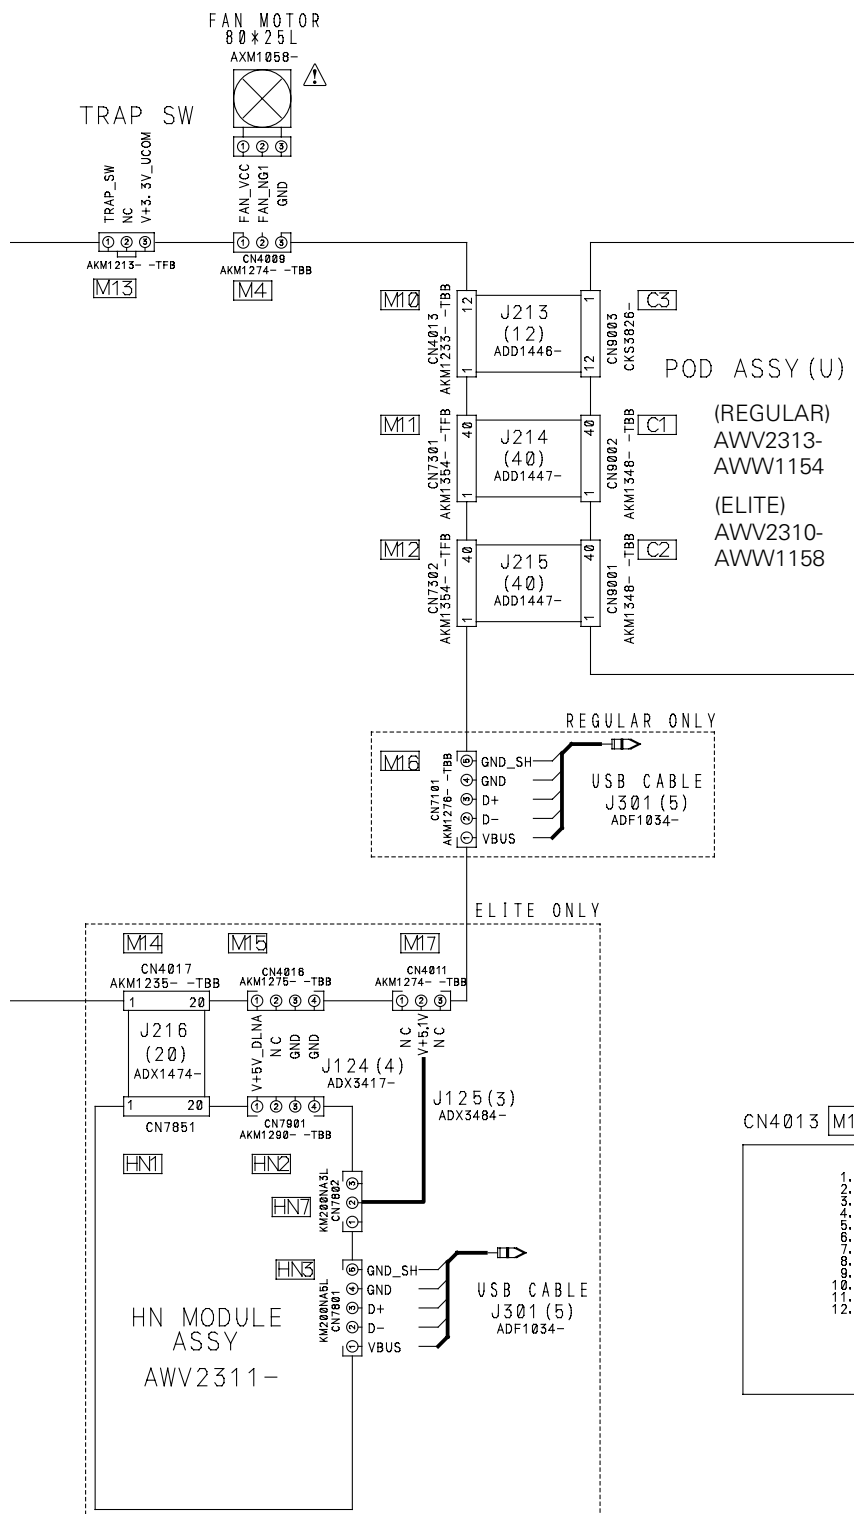 FAN MOTOR
80*25L
AXM1058-
TRAP SW
1 2 3
TRAP_SW
NC
V+3.3V_UCOM
FAN_VCC
FAN_NG1
GND
1 2 3
1 2 3
CN4009
AKM1213- -TFB
AKM1274- -TBB
M13
M4
M10
CN4013
AKM1233- -TBB
12
1
J213
(12)
ADD1446-
1
12
CN9003
CKS3826-
C3
POD ASSY(U)
(REGULAR)
AWV2313-
AWW1154
(ELITE)
AWV2310-
AWW1158
M11
CN7301
AKM1354- -TFB
40
1
J214
(40)
ADD1447-
40
1
CN9002
AKM1348- -TBB
C1
M12
CN7302
AKM1354- -TFB
40
1
J215
(40)
ADD1447-
40
1
CN9001
AKM1348- -TBB
C2
REGULAR ONLY
M16
CN7101
AKM1276- -TBB
5 GND_SH
4 GND
3 D+
2 D-
1 VBUS
USB CABLE
J301(5)
ADF1034-
ELITE ONLY
M14
M15
M17
CN4017
AKM1235- -TBB
CN4016
AKM1275- -TBB
CN4011
AKM1274- -TBB
1 20
1 2 3 4
1 2 3
J216
(20)
ADX1474-
V+5V_DLNA
NC
GND
GND
NC
V+5.1V
NC
J124(4)
ADX3417-
J125(3)
ADX3484-
1 20
1 2 3 4
CN7851
CN7901
AKM1290- -TBB
HN1
HN2
HN7
KM200NA3L
CN7802
3
2
1
HN3
KM200NA5L
CN7801
5 GND_SH
4 GND
3 D+
2 D-
1 VBUS
USB CABLE
J301(5)
ADF1034-
HN MODULE
ASSY
AWV2311-
CN4013 M1
1.
2.
3.
4.
5.
6.
7.
8.
9.
10.
11.
12.